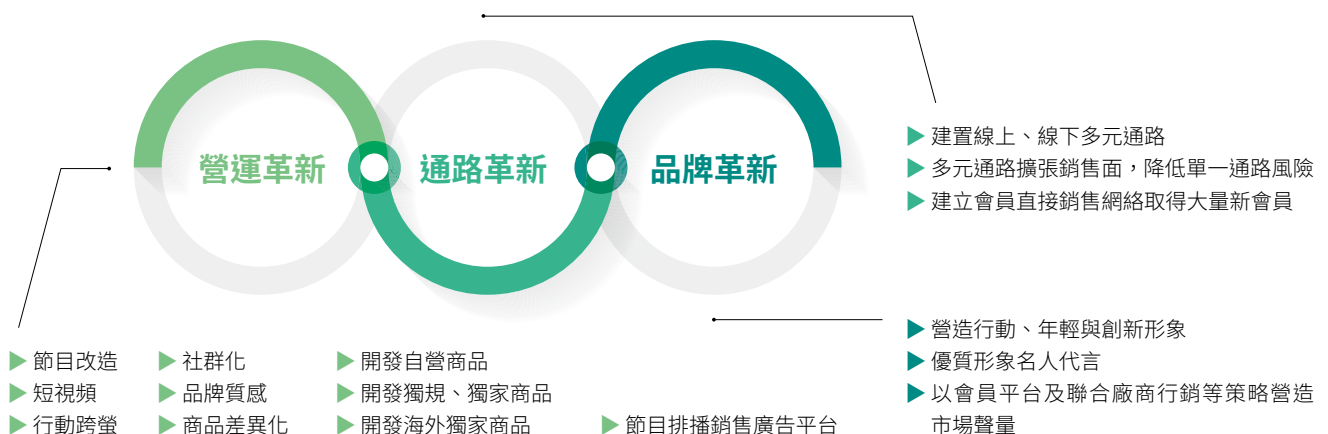 營運革新
通路革新
品牌革新
▶ 建置線上、線下多元通路
▶ 多元通路擴張銷售面，降低單一通路風險
▶ 建立會員直接銷售網絡取得大量新會員
▶ 節目改造
▶ 短視頻
▶ 行動跨螢
▶ 社群化
▶ 品牌質感
▶ 商品差異化
▶ 開發自營商品
▶ 開發獨規、獨家商品
▶ 開發海外獨家商品
▶ 節目排播銷售廣告平台
▶ 營造行動、年輕與創新形象
▶ 優質形象名人代言
▶ 以會員平台及聯合廠商行銷等策略營造
市場聲量